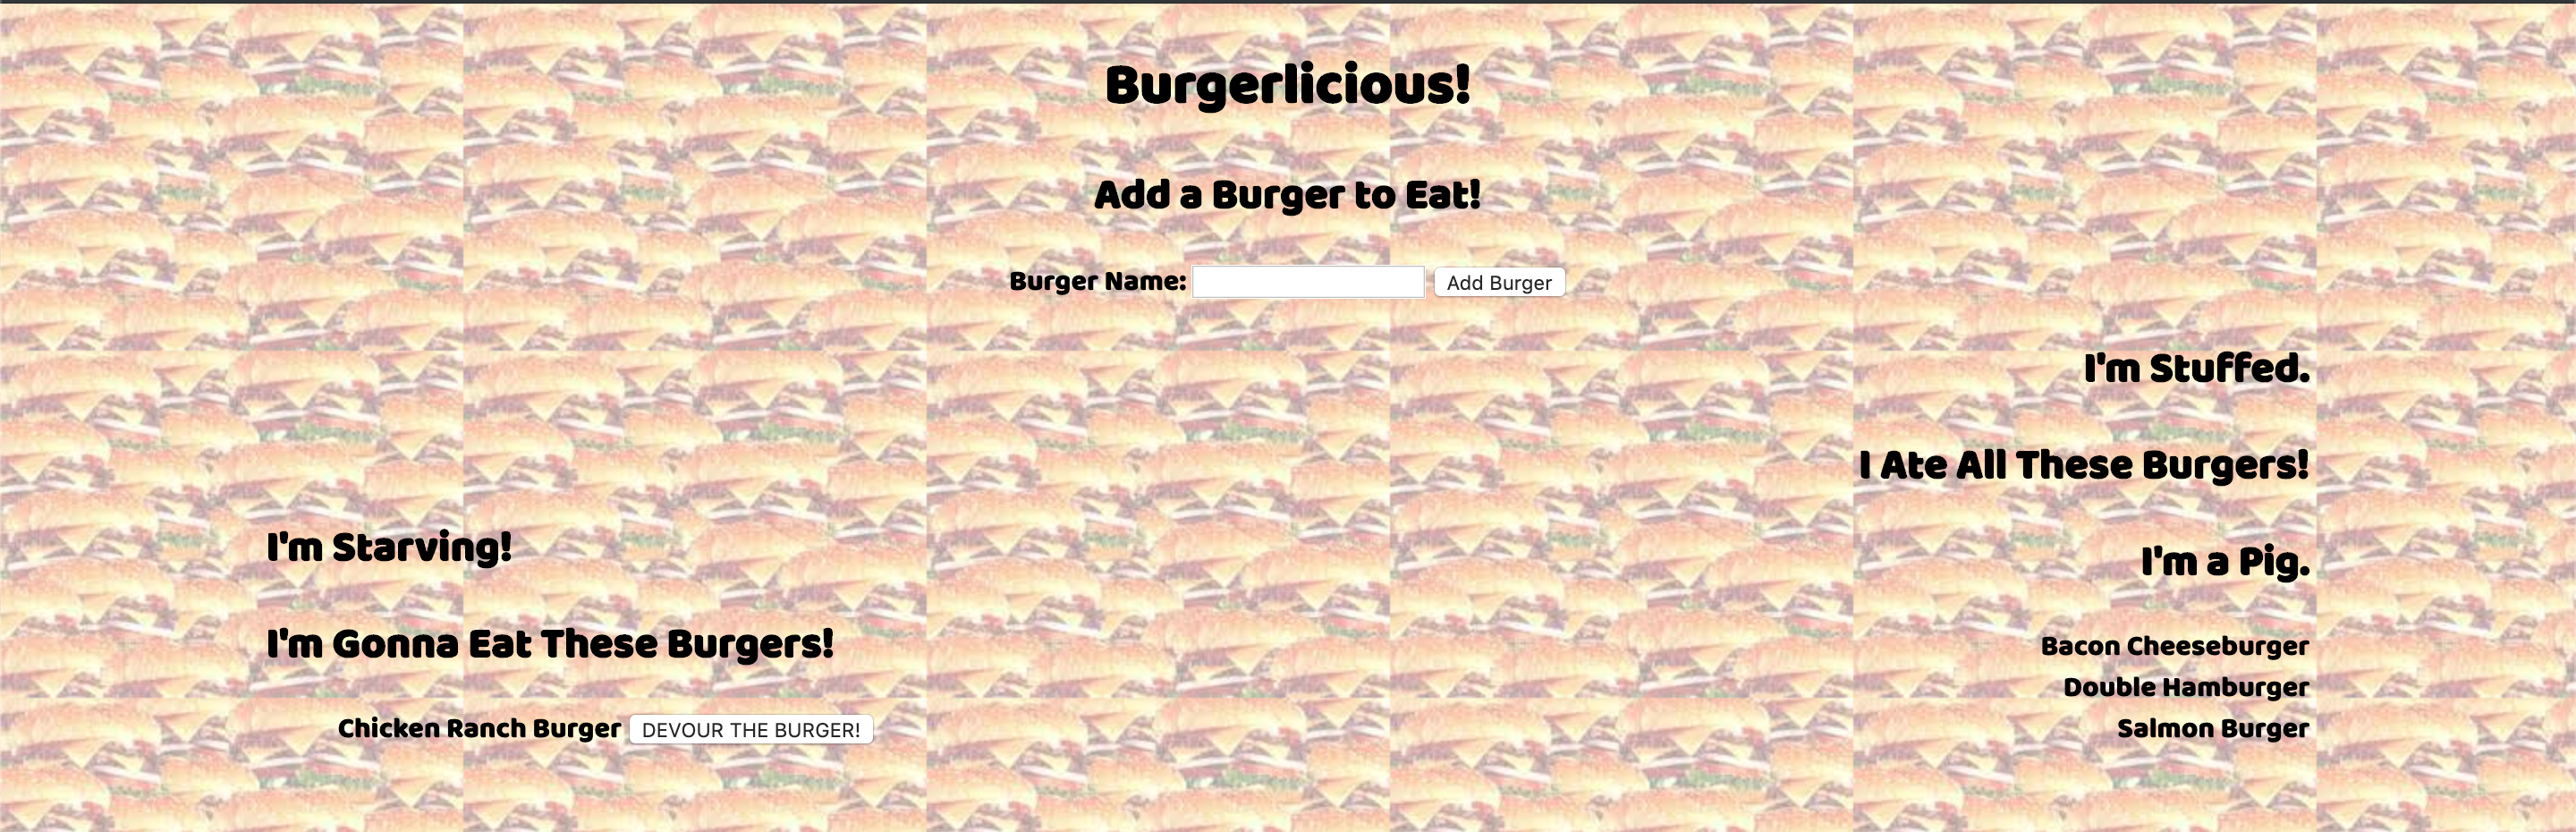 Burgerlicious!
Add a Burger to Eat!
Burger Name: Add Burger
I'm Starving!
I'm Gonna Eat These Burgers!
Chicken Ranch Burger DEVOUR THE BURGER!
I'm Stuffed.
I Ate All These Burgers!
I'm a Pig.
Bacon Cheeseburger
Double Hamburger
Salmon Burger